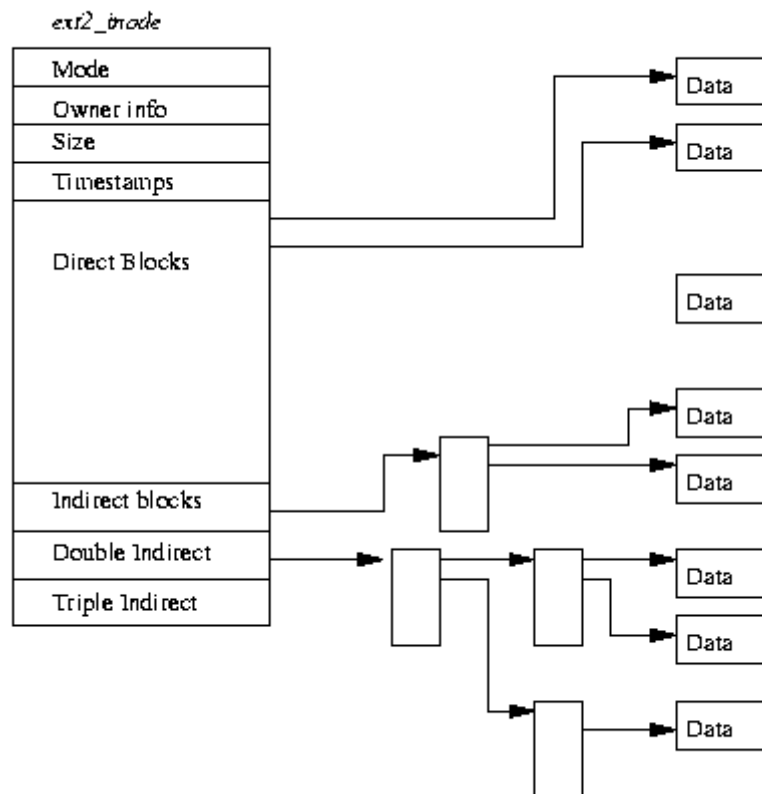 ext2_inode
Mode
Owner info
Size
Timestamps
Direct Blocks
Indirect blocks
Double Indirect
Triple Indirect
Data
Data
Data
Data
Data
Data
Data
Data